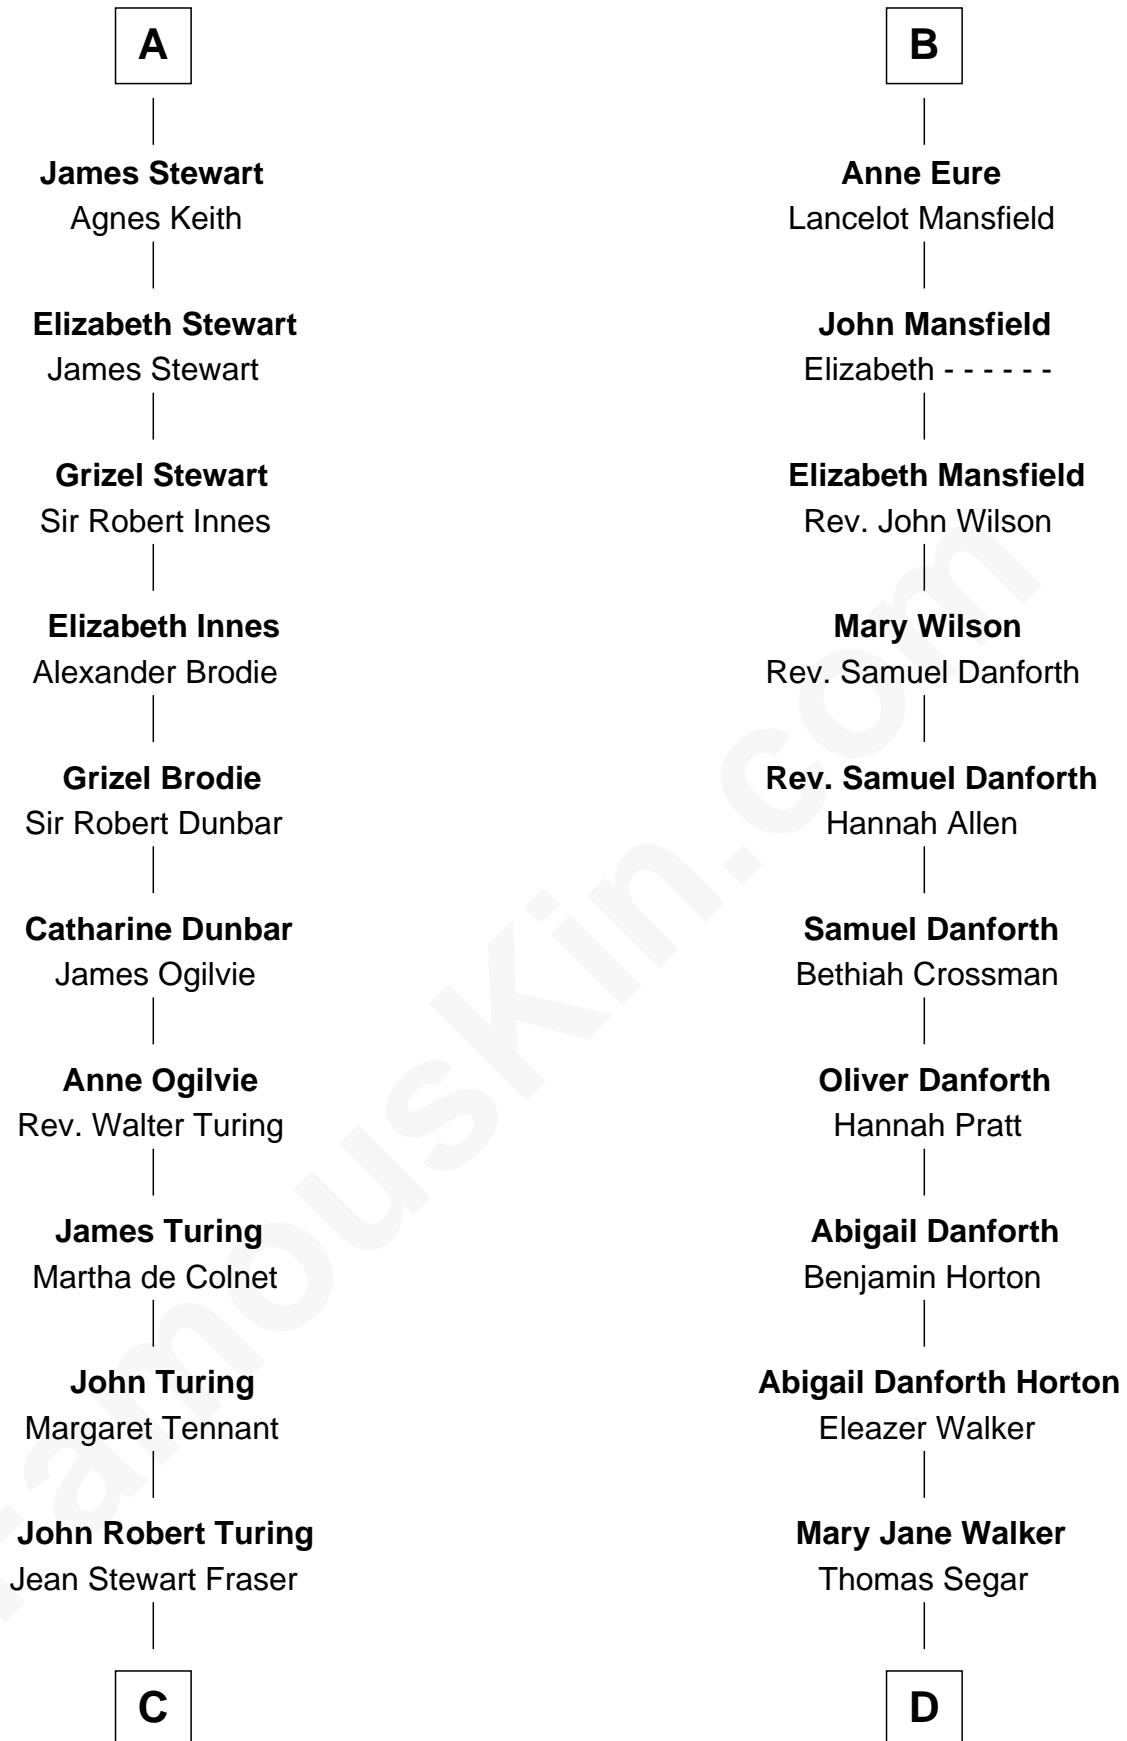 A
James Stewart
Agnes Keith
Elizabeth Stewart
James Stewart
Grizel Stewart
Sir Robert Innes
Elizabeth Innes
Alexander Brodie
Grizel Brodie
Sir Robert Dunbar
Catharine Dunbar
James Ogilvie
Anne Ogilvie
Rev. Walter Turing
James Turing
Martha de Colnet
John Turing
Margaret Tennant
John Robert Turing
Jean Stewart Fraser
C
B
Anne Eure
Lancelot Mansfield
John Mansfield
Elizabeth - - - - - -
Elizabeth Mansfield
Rev. John Wilson
Mary Wilson
Rev. Samuel Danforth
Rev. Samuel Danforth
Hannah Allen
Samuel Danforth
Bethiah Crossman
Oliver Danforth
Hannah Pratt
Abigail Danforth
Benjamin Horton
Abigail Danforth Horton
Eleazer Walker
Mary Jane Walker
Thomas Segar
D
FamousKin.com